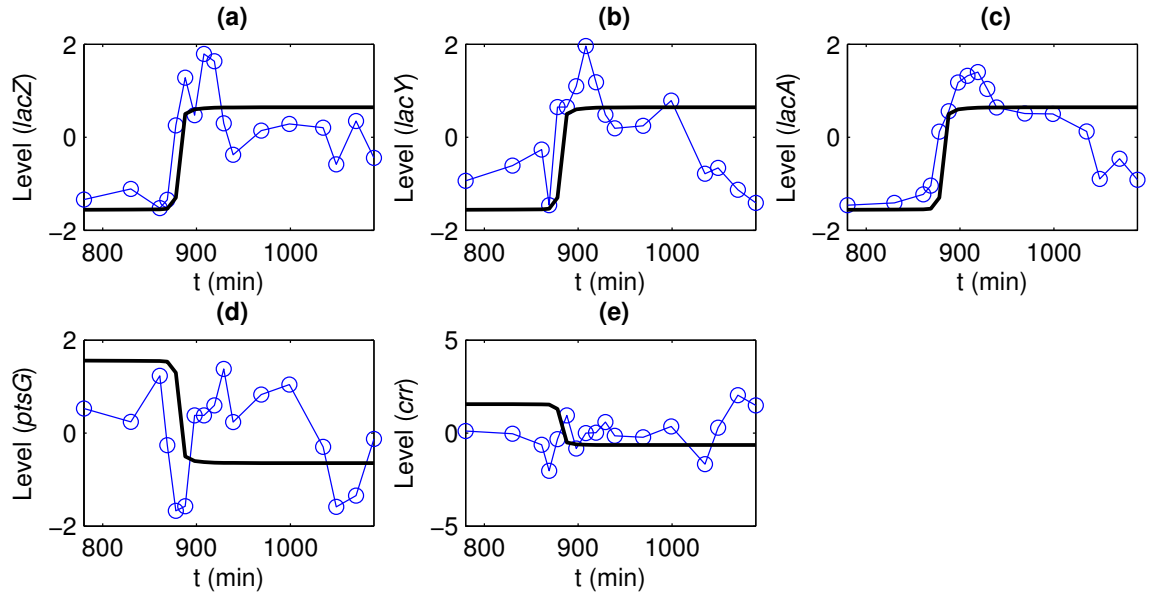 (a)
2
0
−2
Level (lacZ)
800
900
1000
t (min)
(b)
2
0
−2
Level (lacY)
800
900
1000
t (min)
(c)
2
0
−2
Level (lacA)
800
900
1000
t (min)
(d)
2
0
−2
Level (ptsG)
800
900
1000
t (min)
(e)
5
0
−5
Level (crr)
800
900
1000
t (min)